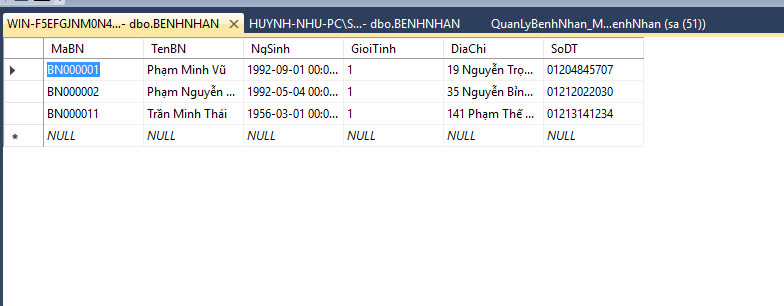 WIN-F5EFGJNM0N4...- dbo.BENHNHAN HUYNH-NHU-PC\S...- dbo.BENHNHAN QuanLyBenhNhan_M...enhNhan (sa (51))
MaBN TenBN NgSinh GioiTinh DiaChi SoDT
BN000001 Phạm Minh Vũ 1992-09-01 00:0... 1 19 Nguyễn Trọ... 01204845707
BN000002 Phạm Nguyễn ... 1992-05-04 00:0... 1 35 Nguyễn Bỉn... 01212022030
BN000011 Trần Minh Thái 1956-03-01 00:0... 1 141 Phạm Thế ... 01213141234
NULL NULL NULL NULL NULL NULL